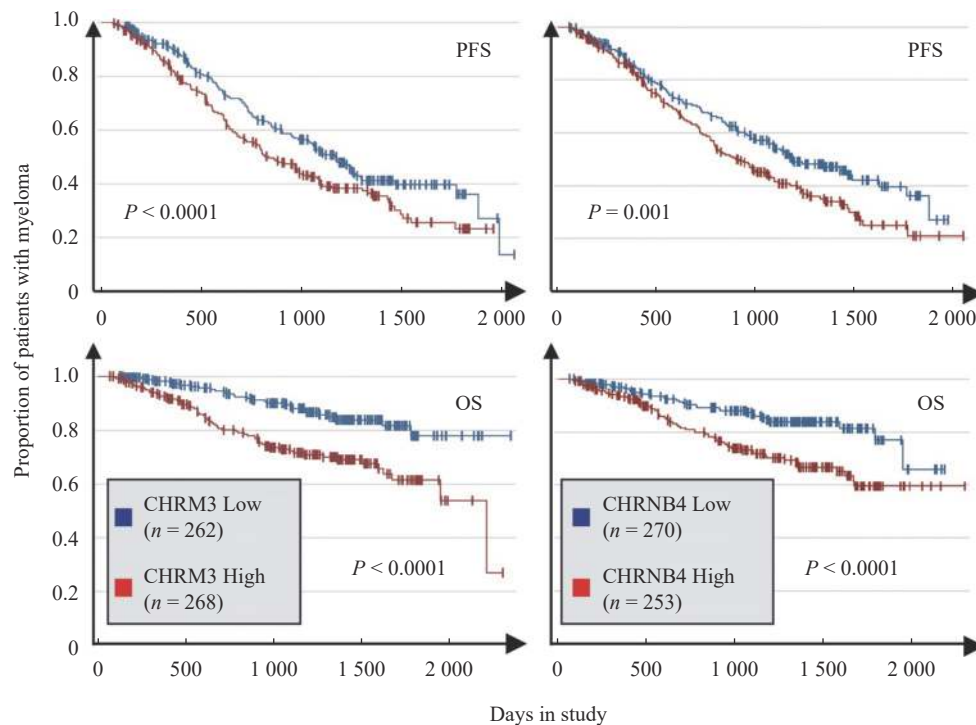 Proportion of patients with myeloma
1.0
0.8
0.6
0.4
0.2
0
PFS
P < 0.0001
0 500 1 000 1 500 2 000
PFS
P = 0.001
0 500 1 000 1 500 2 000
1.0
0.8
0.6
0.4
0.2
0
OS
CHRM3 Low
(n = 262)
CHRM3 High
(n = 268)
P < 0.0001
0 500 1 000 1 500 2 000
OS
CHRNB4 Low
(n = 270)
CHRNB4 High
(n = 253)
P < 0.0001
0 500 1 000 1 500 2 000
Days in study